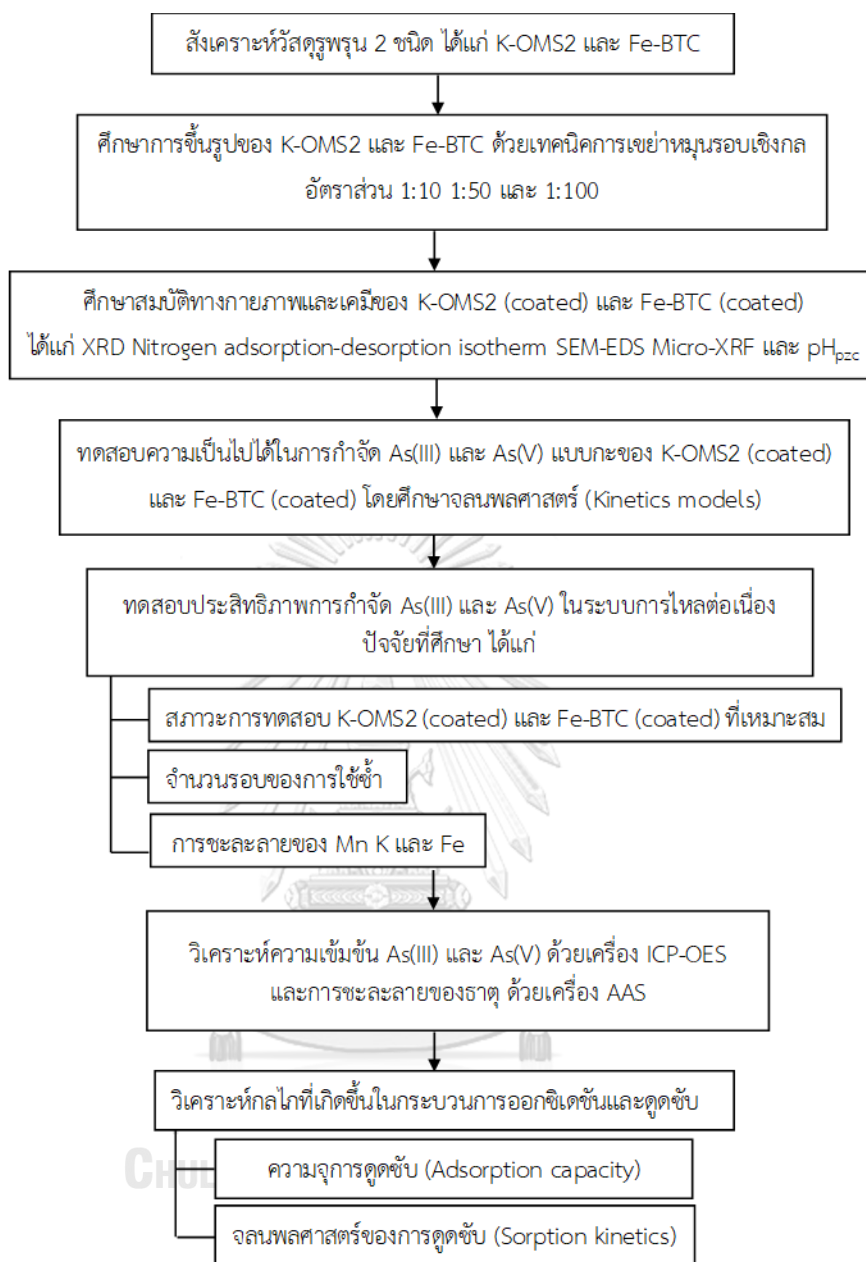 สังเคราะห์วัสดุรูพรุน 2 ชนิด ได้แก่ K-OMS2 และ Fe-BTC
ศึกษาการขึ้นรูปของ K-OMS2 และ Fe-BTC ด้วยเทคนิคการเขย่าหมุนรอบเชิงกล
อัตราส่วน 1:10 1:50 และ 1:100
ศึกษาสมบัติทางกายภาพและเคมีของ K-OMS2 (coated) และ Fe-BTC (coated)
ได้แก่ XRD Nitrogen adsorption-desorption isotherm SEM-EDS Micro-XRF และ pHpzc
ทดสอบความเป็นไปได้ในการกำจัด As(III) และ As(V) แบบกะของ K-OMS2 (coated)
และ Fe-BTC (coated) โดยศึกษาจลนพลศาสตร์ (Kinetics models)
ทดสอบประสิทธิภาพการกำจัด As(III) และ As(V) ในระบบการไหลต่อเนื่อง
ปัจจัยที่ศึกษา ได้แก่
สภาวะการทดสอบ K-OMS2 (coated) และ Fe-BTC (coated) ที่เหมาะสม
จำนวนรอบของการใช้ซ้ำ
การชะละลายของ Mn K และ Fe
วิเคราะห์ความเข้มข้น As(III) และ As(V) ด้วยเครื่อง ICP-OES
และการชะละลายของธาตุ ด้วยเครื่อง AAS
วิเคราะห์กลไกที่เกิดขึ้นในกระบวนการออกซิเดชันและดูดซับ
CHUL
ความจุการดูดซับ (Adsorption capacity)
จลนพลศาสตร์ของการดูดซับ (Sorption kinetics)